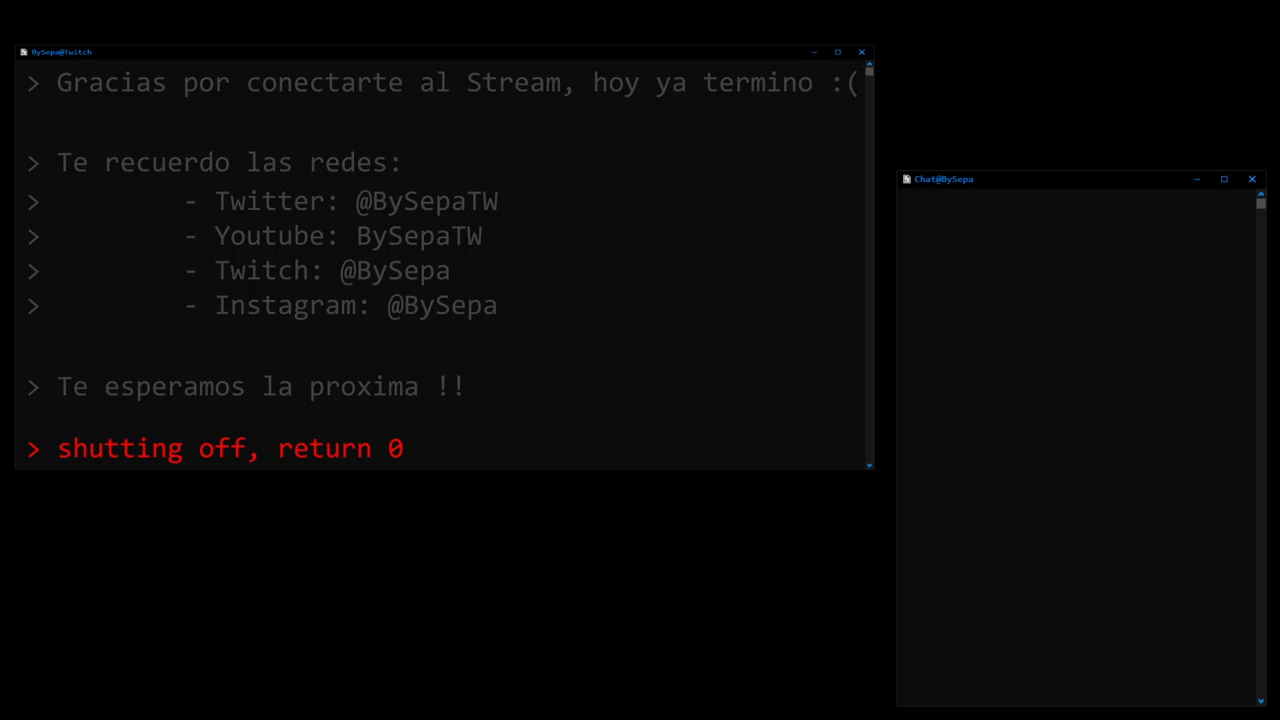 BySepa@Twitch
> Gracias por conectarte al Stream, hoy ya termino :(
> Te recuerdo las redes:
> - Twitter: @BySepaTW
> - Youtube: BySepaTW
> - Twitch: @BySepa
> - Instagram: @BySepa
> Te esperamos la proxima !!
> shutting off, return 0
Chat@BySepa